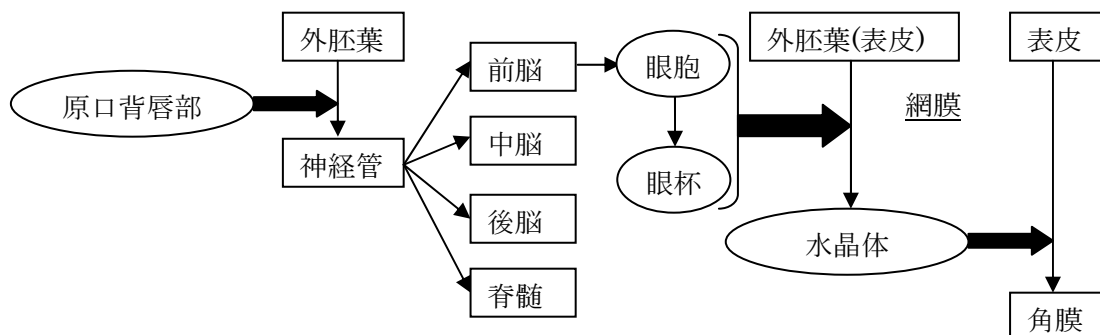 外胚葉
原口背唇部
神経管
前脳
中脳
後脳
脊髄
眼胞
眼杯
外胚葉(表皮)
網膜
水晶体
表皮
角膜